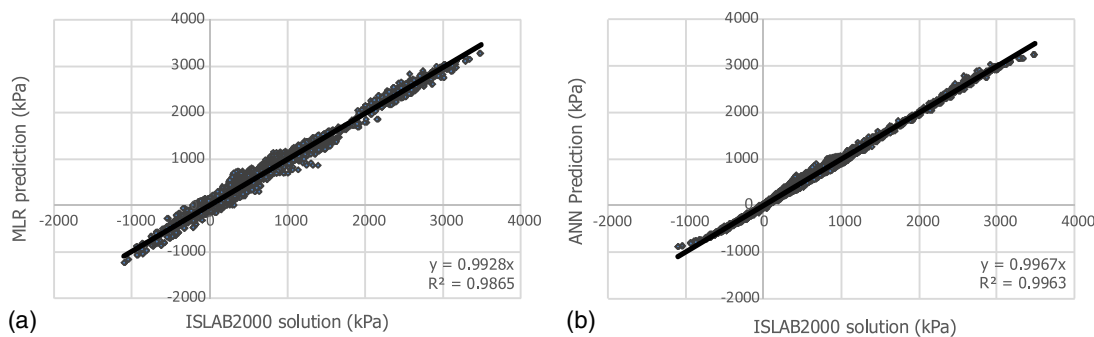 4000
3000
2000
1000
0
-2000 -1000 0 1000 2000 3000 4000
-1000
-2000
MLR prediction (kPa)
y = 0.9928x
R² = 0.9865
(a)
ISLAB2000 solution (kPa)
4000
3000
2000
1000
0
-2000 -1000 0 1000 2000 3000 4000
-1000
-2000
ANN Prediction (kPa)
y = 0.9967x
R² = 0.9963
(b)
ISLAB2000 solution (kPa)